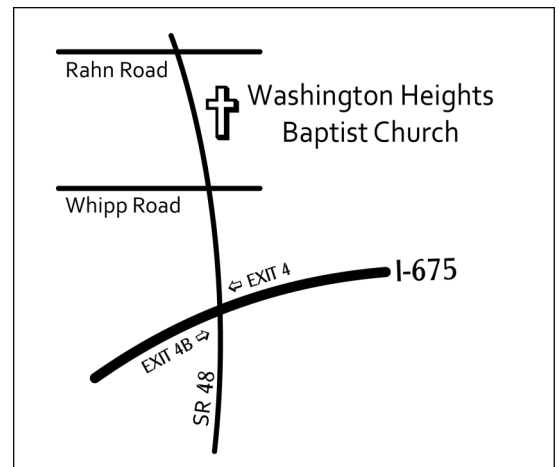 Rahn Road
Washington Heights
Baptist Church
Whipp Road
EXIT 4
I-675
EXIT 4B
SR 48